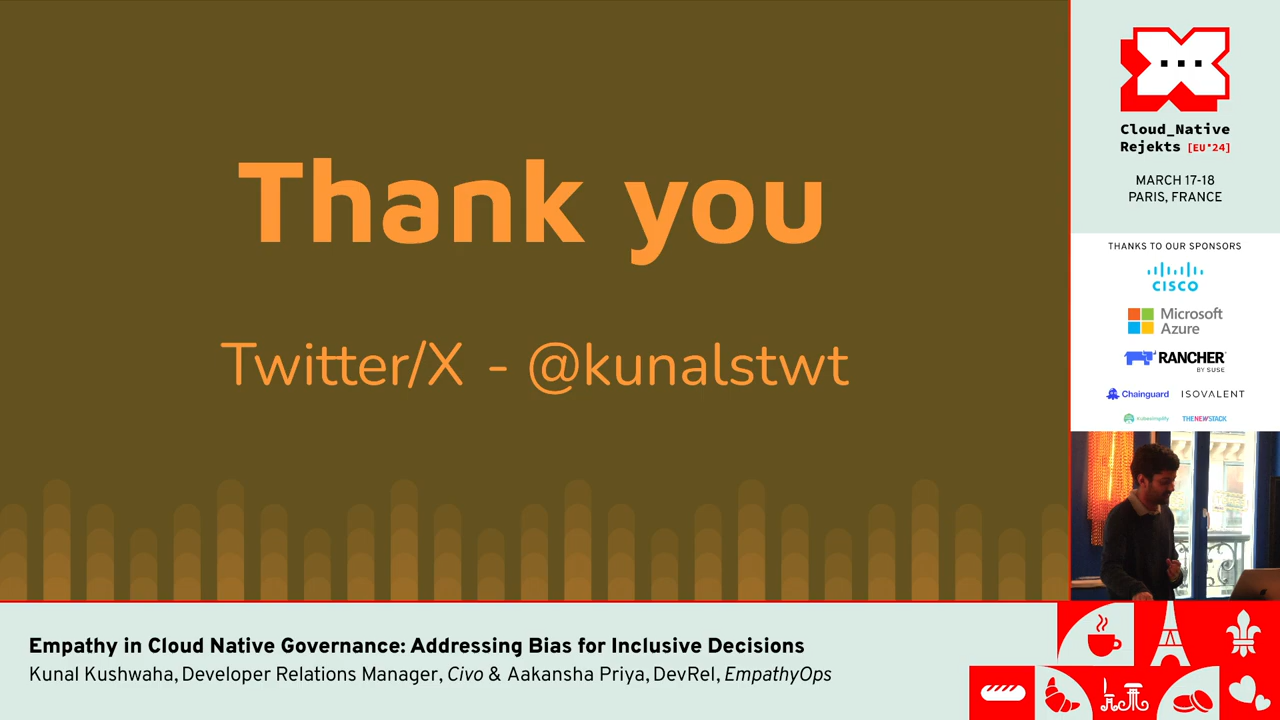 Thank you
Twitter/X - @kunalstwt
Cloud_Native
Rejekts [EU'24]
MARCH 17-18
PARIS, FRANCE
THANKS TO OUR SPONSORS
CISCO
Microsoft
Azure
RANCHER
BY SUSE
Chainguard ISOVALENT
kubesimplify THENEWSTACK
Empathy in Cloud Native Governance: Addressing Bias for Inclusive Decisions
Kunal Kushwaha, Developer Relations Manager, Civo & Aakansha Priya, DevRel, EmpathyOps